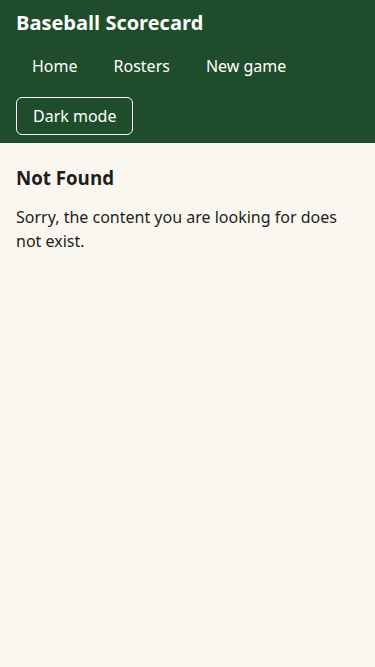 Baseball Scorecard
Home Rosters New game
Dark mode
Not Found
Sorry, the content you are looking for does
not exist.